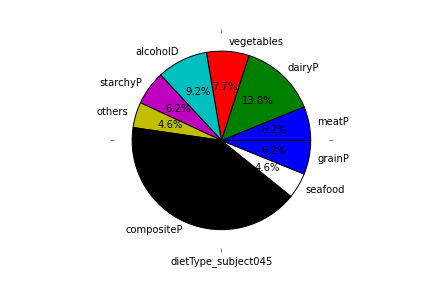 vegetables
alcoholD
dairyP
7.7%
starchyP
9.2%
13.8%
6.2%
others
meatP
4.6%
6.2%
6.2%
grainP
4.6%
seafood
compositeP
dietType_subject045